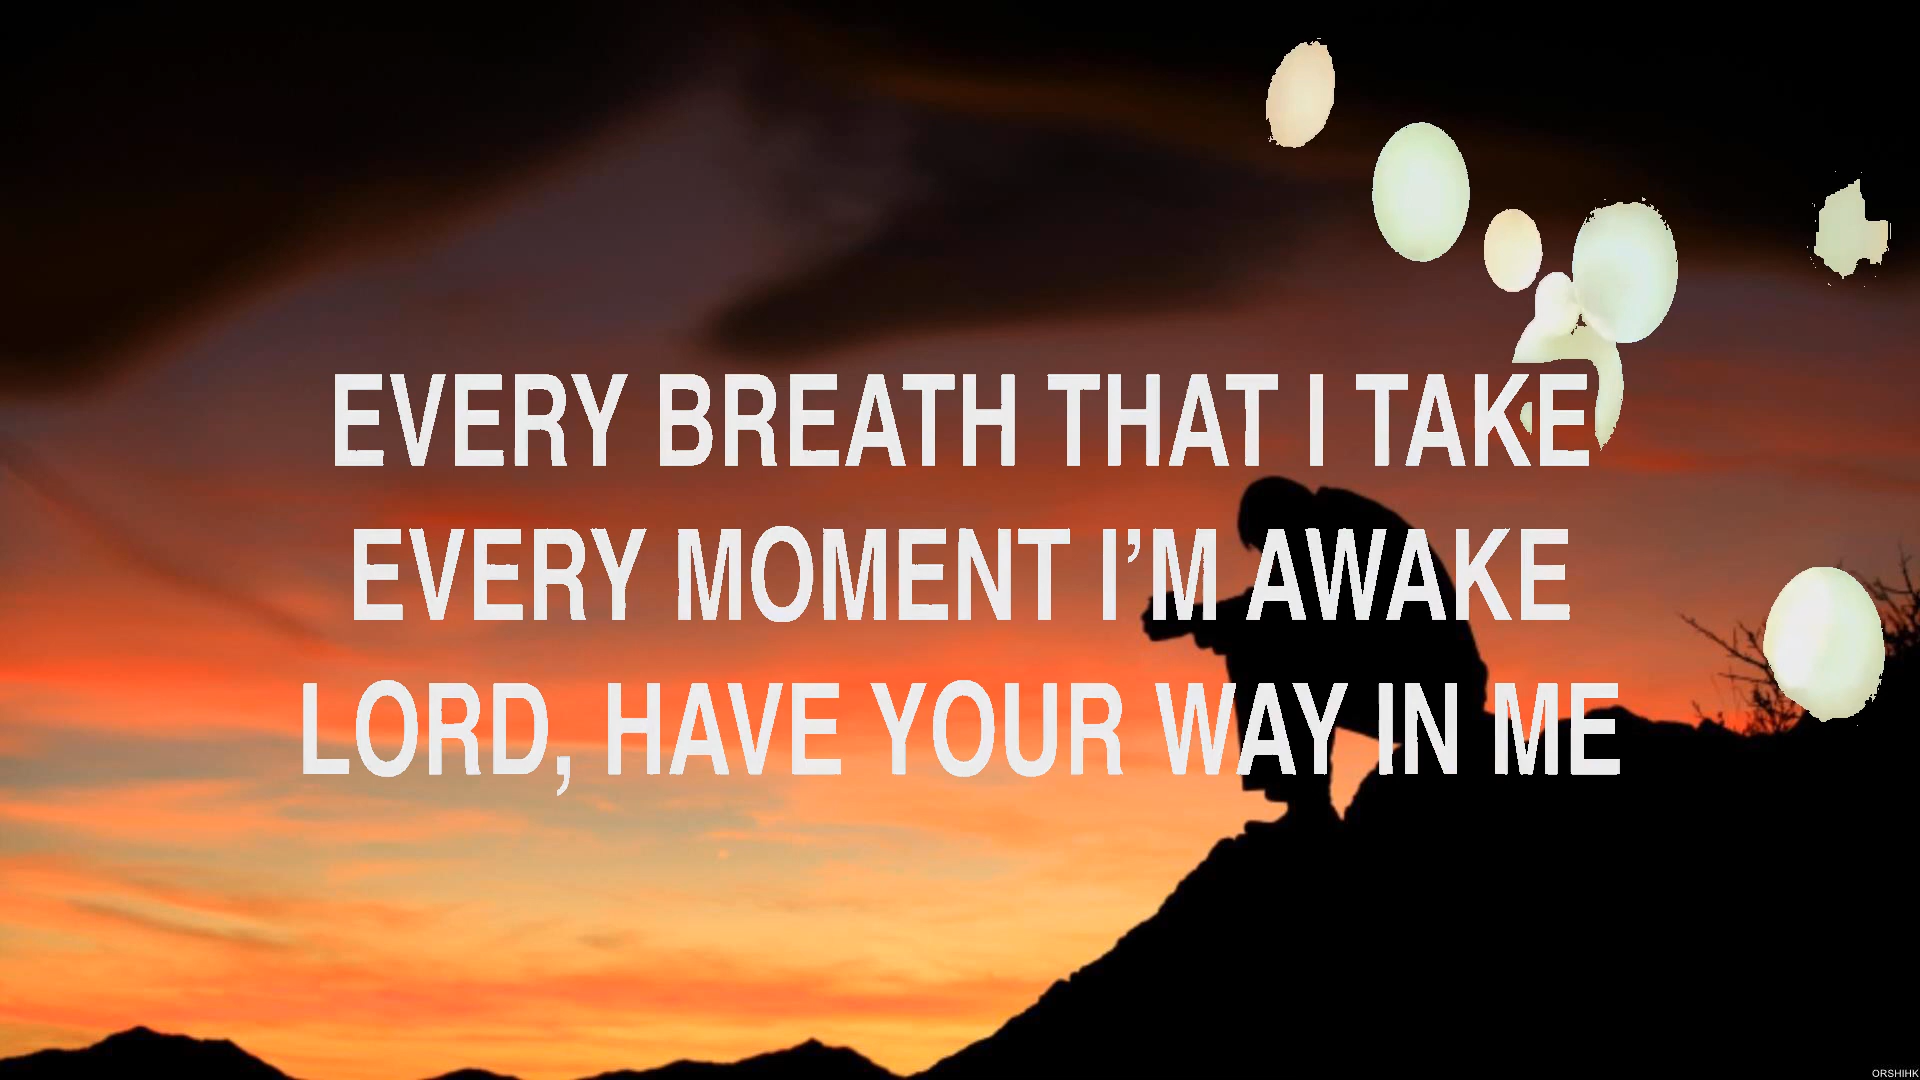 EVERY BREATH THAT I TAKE
EVERY MOMENT I’M AWAKE
LORD, HAVE YOUR WAY IN ME
ORSHIHK